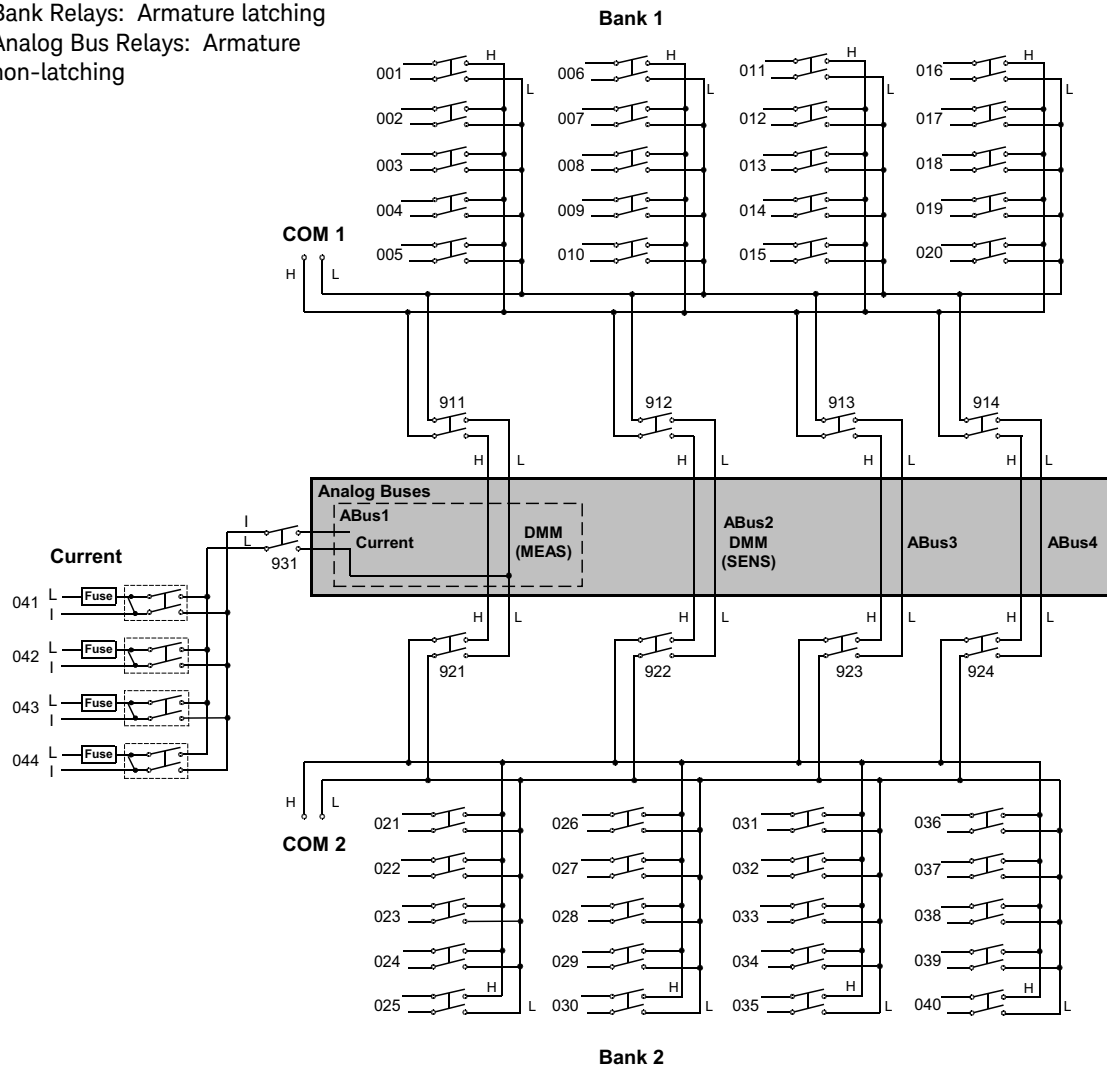 Bank Relays: Armature latching
Analog Bus Relays: Armature
non-latching
Bank 1
H H H H
001 006 011 016
L L L L
002 007 012 017
003 008 013 018
004 009 014 019
COM 1
005 010 015 020
H L
911 912 913 914
H L H L H L H L
Analog Buses
ABus1
Current
DMM
(MEAS)
ABus2
DMM
(SENS)
ABus3
ABus4
I
L
931
Current
041 L Fuse
I
042 L Fuse
I
043 L Fuse
I
044 L Fuse
I
H L H L H L H L
921 922 923 924
H L
COM 2
021 026 031 036
022 027 032 037
023 028 033 038
024 029 034 039
H H H H
025 030 035 040
L L L L
Bank 2